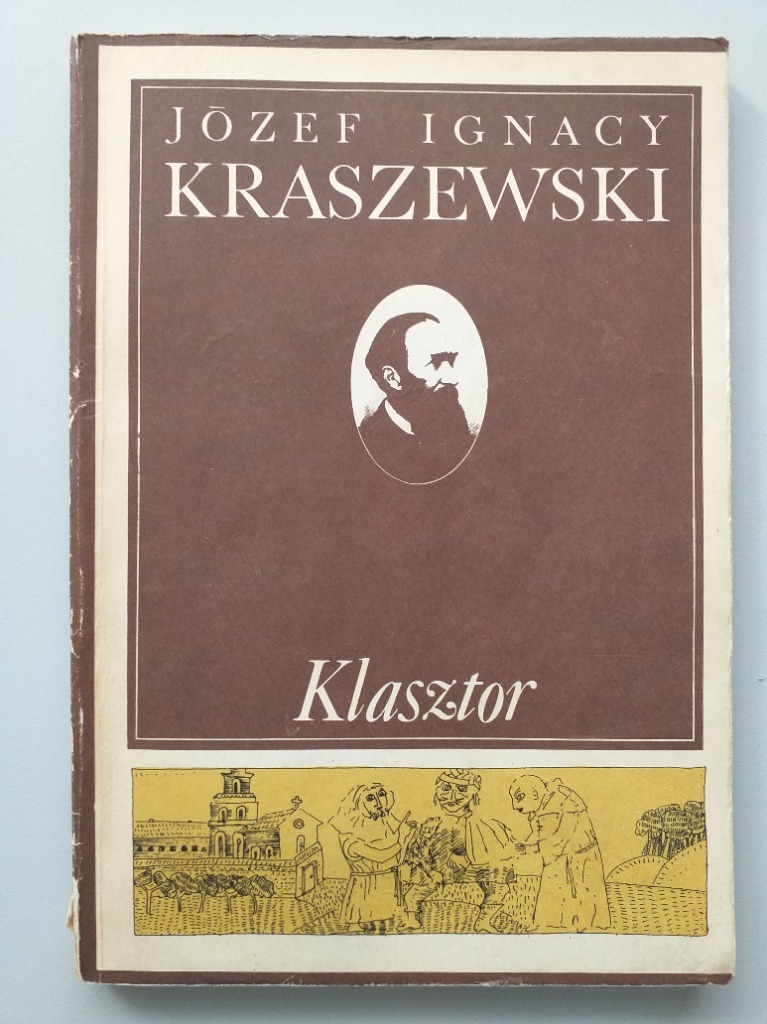 JÓZEF IGNACY
KRASZEWSKI
Klasztor